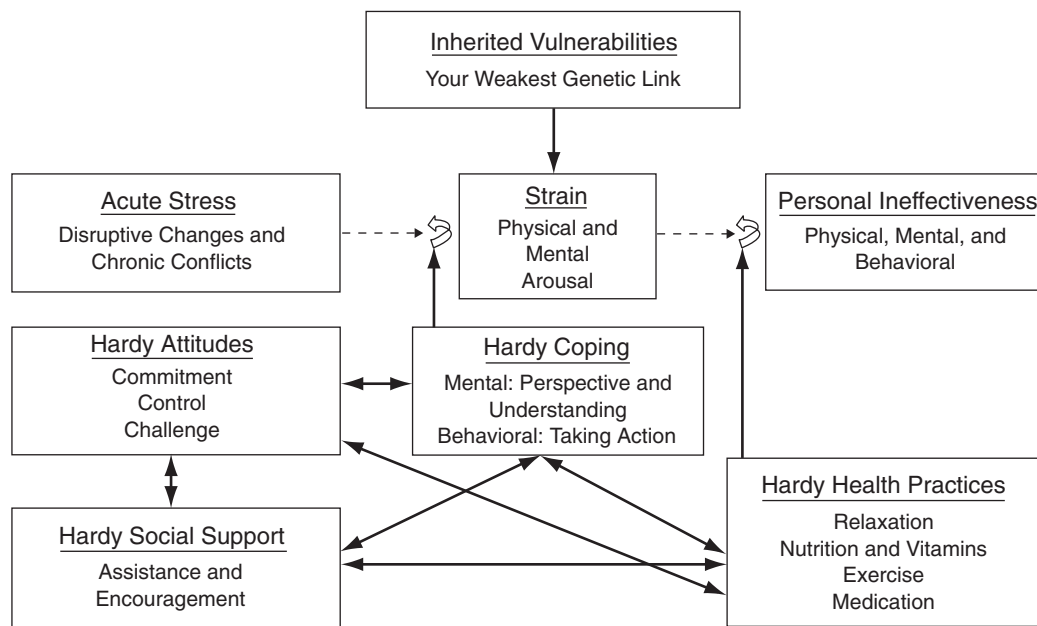 Inherited Vulnerabilities
Your Weakest Genetic Link
Acute Stress
Disruptive Changes and
Chronic Conflicts
Strain
Physical and
Mental
Arousal
Personal Ineffectiveness
Physical, Mental, and
Behavioral
Hardy Attitudes
Commitment
Control
Challenge
Hardy Coping
Mental: Perspective and
Understanding
Behavioral: Taking Action
Hardy Social Support
Assistance and
Encouragement
Hardy Health Practices
Relaxation
Nutrition and Vitamins
Exercise
Medication